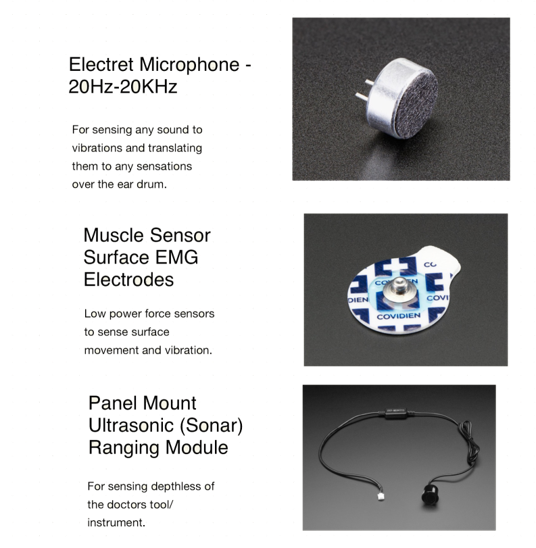 Electret Microphone -
20Hz-20KHz
For sensing any sound to
vibrations and translating
them to any sensations
over the ear drum.
Muscle Sensor
Surface EMG
Electrodes
Low power force sensors
to sense surface
movement and vibration.
COVIDIEN
Panel Mount
Ultrasonic (Sonar)
Ranging Module
For sensing depthless of
the doctors tool/
instrument.